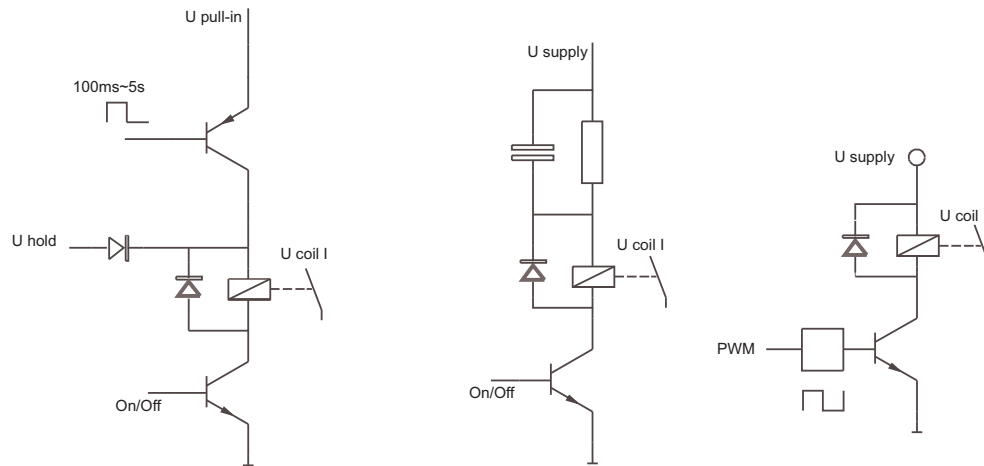 U pull-in
100ms~5s
U hold
U coil I
On/Off
U supply
U coil I
On/Off
U supply
U coil
PWM